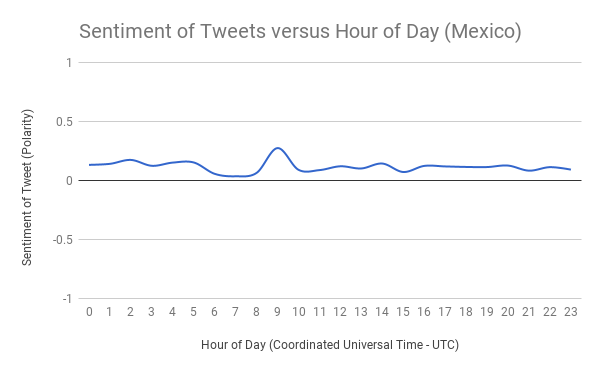 Sentiment of Tweets versus Hour of Day (Mexico)
1
0.5
0
-0.5
-1
Sentiment of Tweet (Polarity)
0 1 2 3 4 5 6 7 8 9 10 11 12 13 14 15 16 17 18 19 20 21 22 23
Hour of Day (Coordinated Universal Time - UTC)